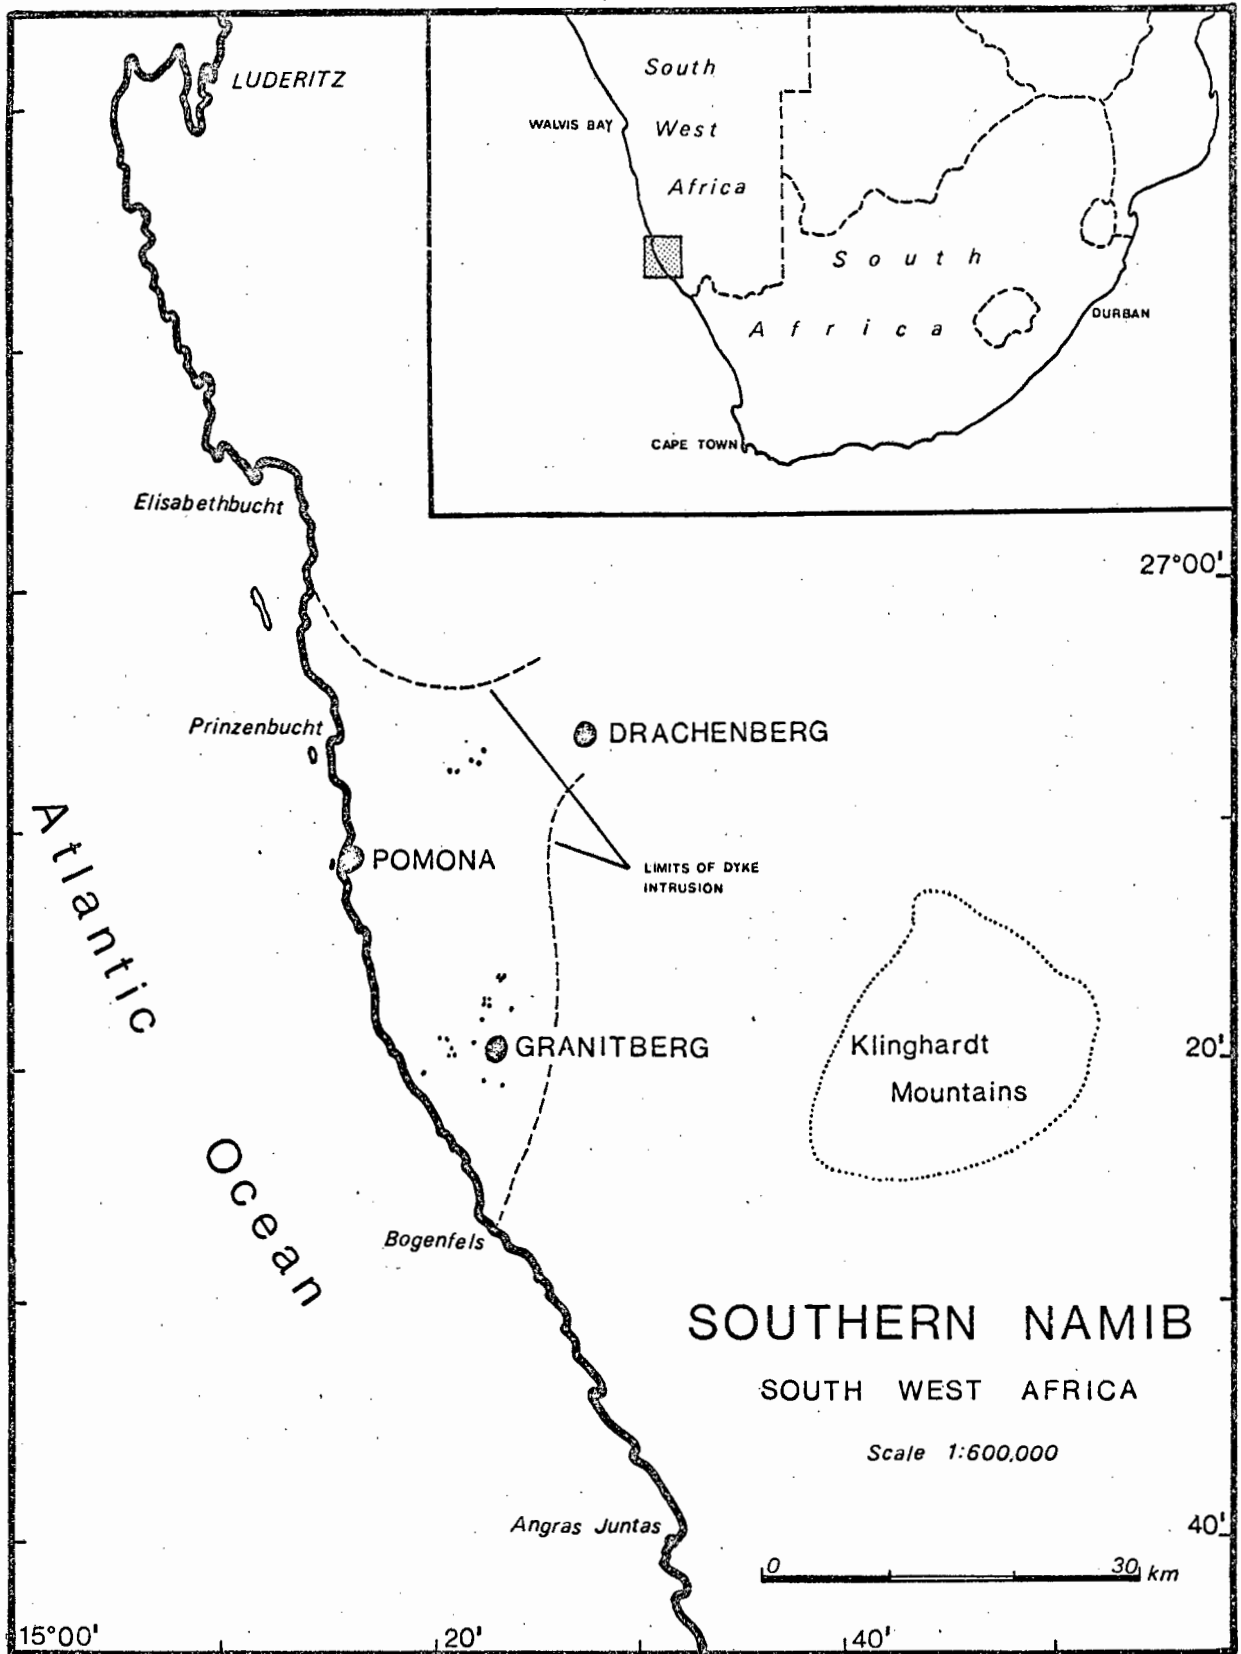 LUDERITZ
South
West
Africa
WALVIS BAY
South
Africa
DURBAN
CAPE TOWN
Elisabethbucht
27°00'
Prinzenbucht
DRACHENBERG
POMONA
LIMITS OF DYKE
INTRUSION
Atlantic
Ocean
GRANITBERG
Klinghardt
Mountains
20'
Bogenfels
SOUTHERN NAMIB
SOUTH WEST AFRICA
Scale 1:600,000
Angras Juntas
40'
0 30 km
15°00' 20' 40'